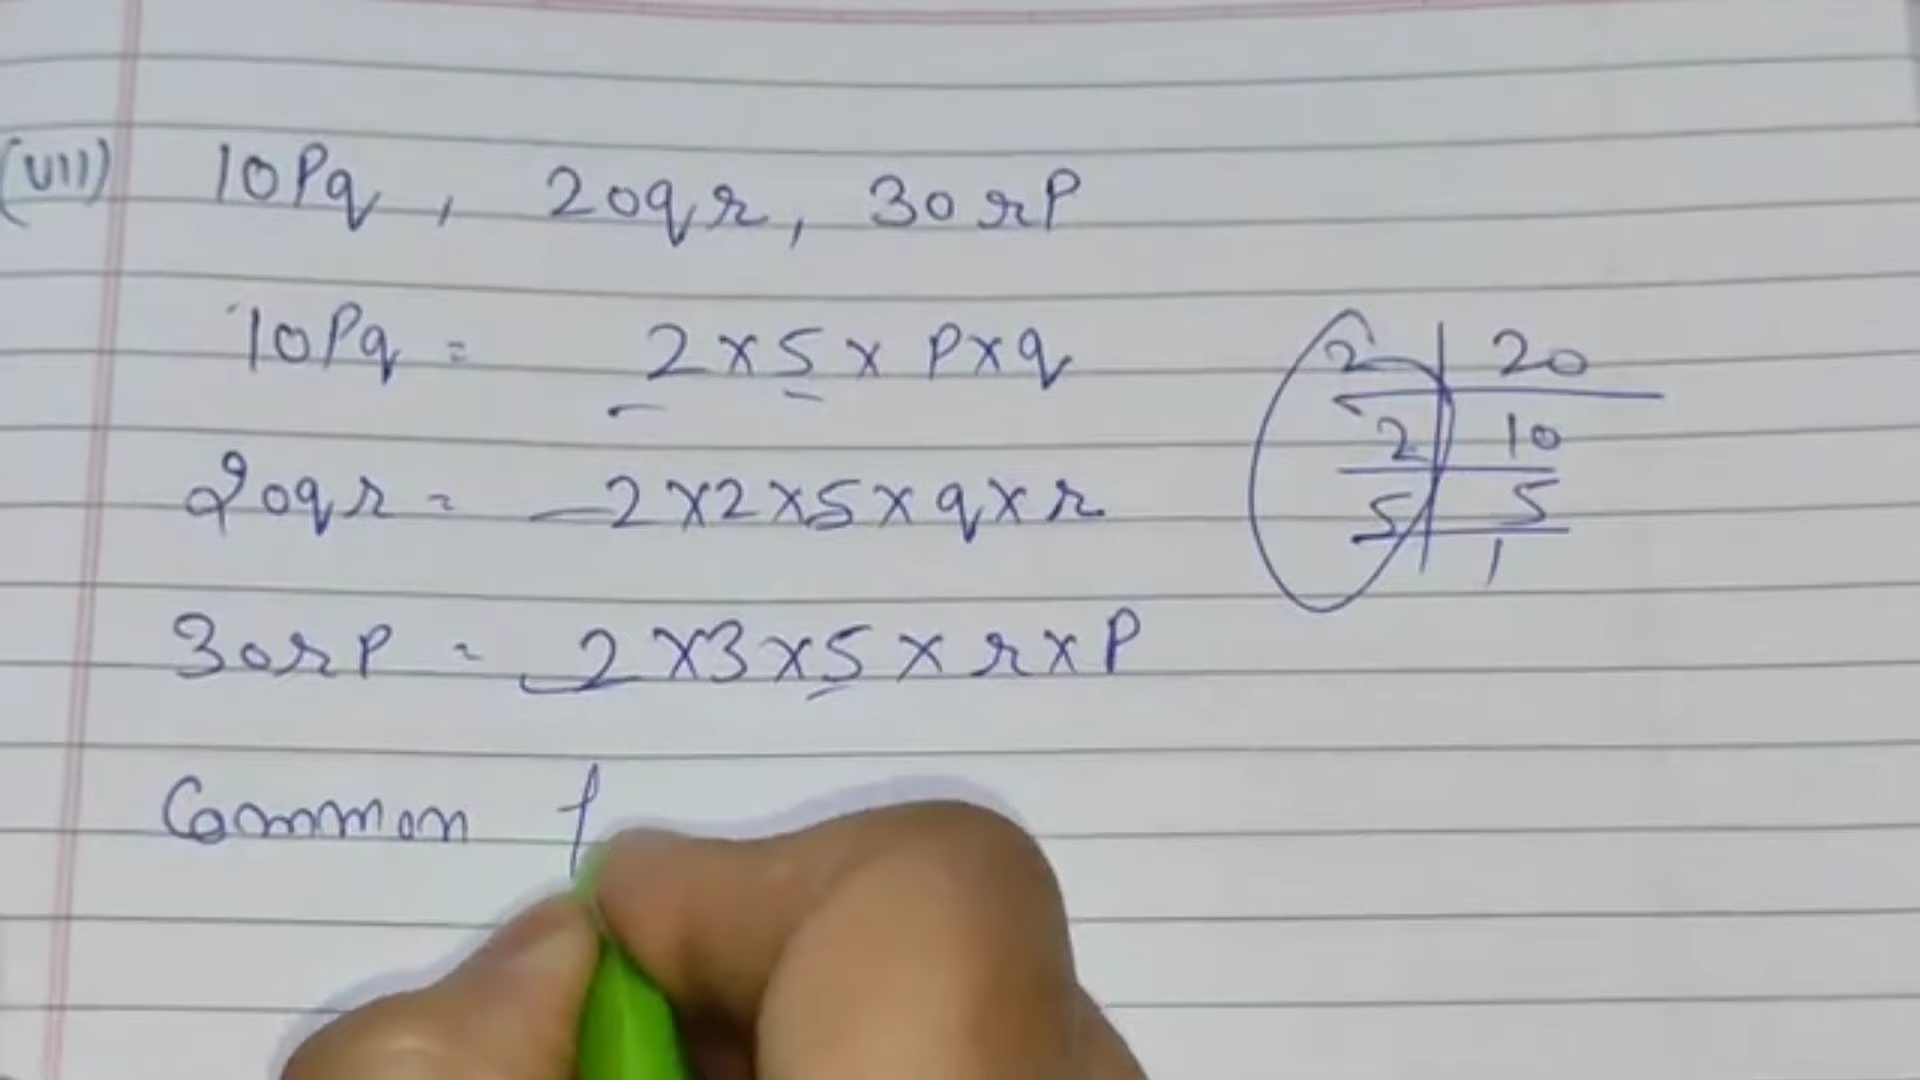 (VII) 10Pq, 20qr, 30rP
10Pq = 2×5×P×q
20qr = 2×2×5×q×r
30rP = 2×3×5×r×P
Common f
2 | 20
2 | 10
5 | 5
1